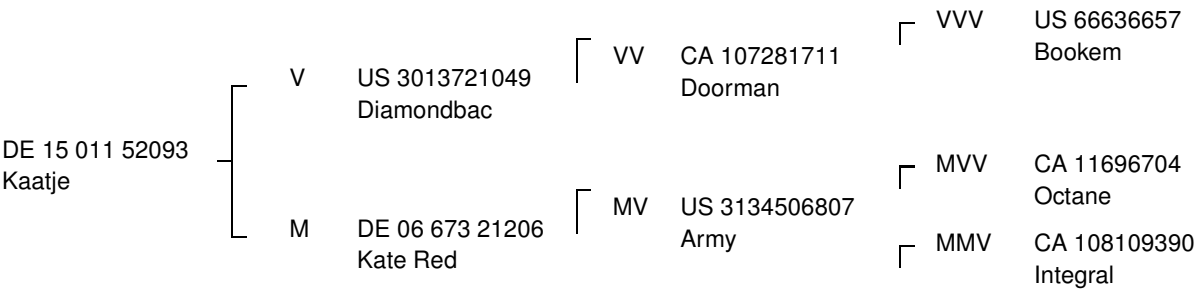 DE 15 011 52093
Kaatje
V US 3013721049
Diamondbac
M DE 06 673 21206
Kate Red
VV CA 107281711
Doorman
MV US 3134506807
Army
VVV US 66636657
Bookem
MVV CA 11696704
Octane
MMV CA 108109390
Integral